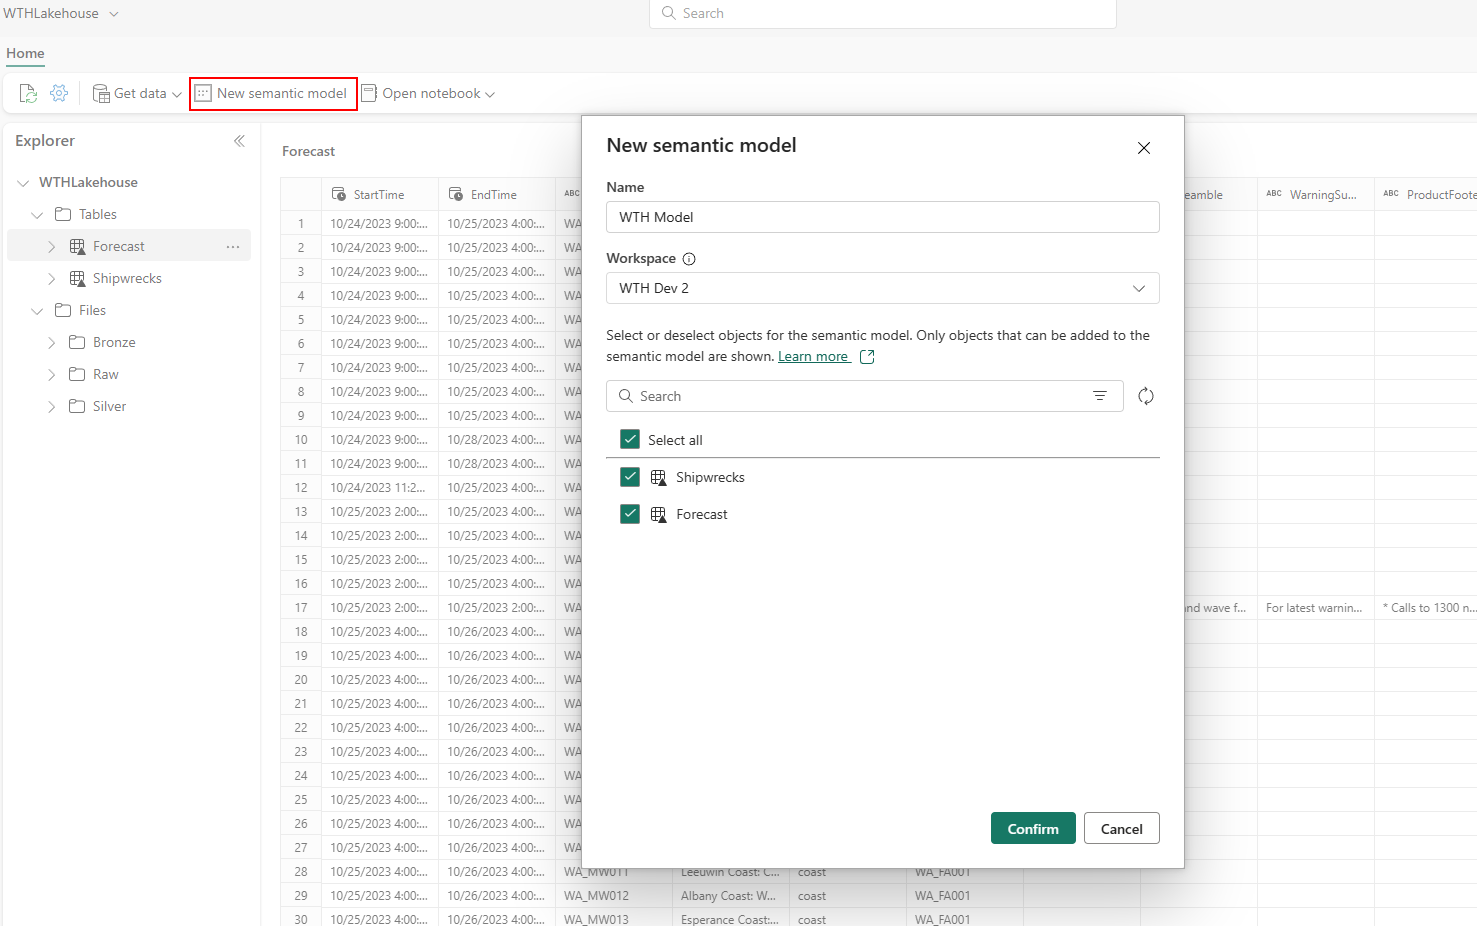 WTHLakehouse
Search
Home
Get data
New semantic model
Open notebook
Explorer
WTHLakehouse
Tables
Forecast
...
Shipwrecks
Files
Bronze
Raw
Silver
Forecast
StartTime EndTime ABC eamble ABC WarningSu... ABC ProductFoote
1 10/24/2023 9:00:... 10/25/2023 4:00:... WA
2 10/24/2023 9:00:... 10/25/2023 4:00:... WA
3 10/24/2023 9:00:... 10/25/2023 4:00:... WA
4 10/24/2023 9:00:... 10/25/2023 4:00:... WA
5 10/24/2023 9:00:... 10/25/2023 4:00:... WA
6 10/24/2023 9:00:... 10/25/2023 4:00:... WA
7 10/24/2023 9:00:... 10/25/2023 4:00:... WA
8 10/24/2023 9:00:... 10/25/2023 4:00:... WA
9 10/24/2023 9:00:... 10/25/2023 4:00:... WA
10 10/24/2023 9:00:... 10/28/2023 4:00:... WA
11 10/24/2023 9:00:... 10/28/2023 4:00:... WA
12 10/24/2023 11:2... 10/25/2023 4:00:... WA
13 10/25/2023 2:00:... 10/25/2023 4:00:... WA
14 10/25/2023 2:00:... 10/25/2023 4:00:... WA
15 10/25/2023 2:00:... 10/25/2023 4:00:... WA
16 10/25/2023 2:00:... 10/25/2023 4:00:... WA
17 10/25/2023 2:00:... 10/25/2023 2:00:... WA and wave f... For latest warnin... * Calls to 1300 n...
18 10/25/2023 4:00:... 10/26/2023 4:00:... WA
19 10/25/2023 4:00:... 10/26/2023 4:00:... WA
20 10/25/2023 4:00:... 10/26/2023 4:00:... WA
21 10/25/2023 4:00:... 10/26/2023 4:00:... WA
22 10/25/2023 4:00:... 10/26/2023 4:00:... WA
23 10/25/2023 4:00:... 10/26/2023 4:00:... WA
24 10/25/2023 4:00:... 10/26/2023 4:00:... WA
25 10/25/2023 4:00:... 10/26/2023 4:00:... WA
26 10/25/2023 4:00:... 10/26/2023 4:00:... WA
27 10/25/2023 4:00:... 10/26/2023 4:00:... WA
28 10/25/2023 4:00:... 10/26/2023 4:00:... WA_MW011 Leeuwin Coast: C... coast WA_FA001
29 10/25/2023 4:00:... 10/26/2023 4:00:... WA_MW012 Albany Coast: W... coast WA_FA001
30 10/25/2023 4:00:... 10/26/2023 4:00:... WA_MW013 Esperance Coast:... coast WA_FA001
New semantic model
Name
WTH Model
Workspace
WTH Dev 2
Select or deselect objects for the semantic model. Only objects that can be added to the
semantic model are shown. Learn more
Search
Select all
Shipwrecks
Forecast
Confirm
Cancel